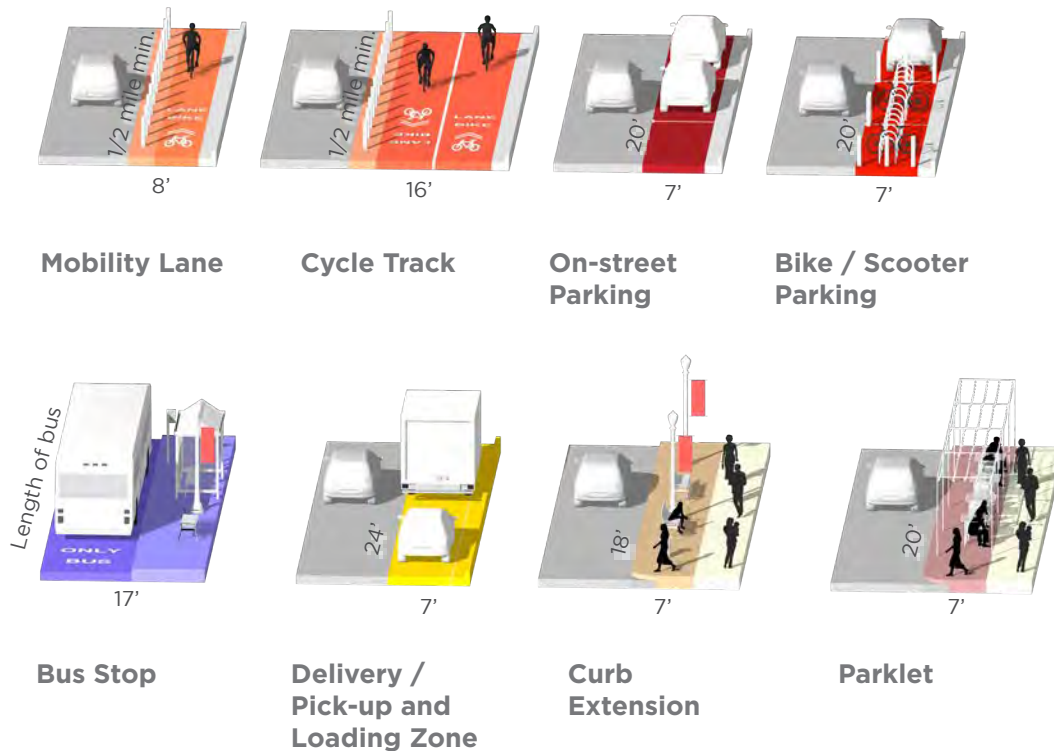 1/2 mile min.
LANE
BIKE
8’
1/2 mile min.
LANE
BIKE
LANE
BIKE
16’
20’
7’
20’
7’
Mobility Lane
Cycle Track
On-street
Parking
Bike / Scooter
Parking
Length of bus
ONLY
BUS
17’
24’
7’
18’
7’
20’
7’
Bus Stop
Delivery /
Pick-up and
Loading Zone
Curb
Extension
Parklet